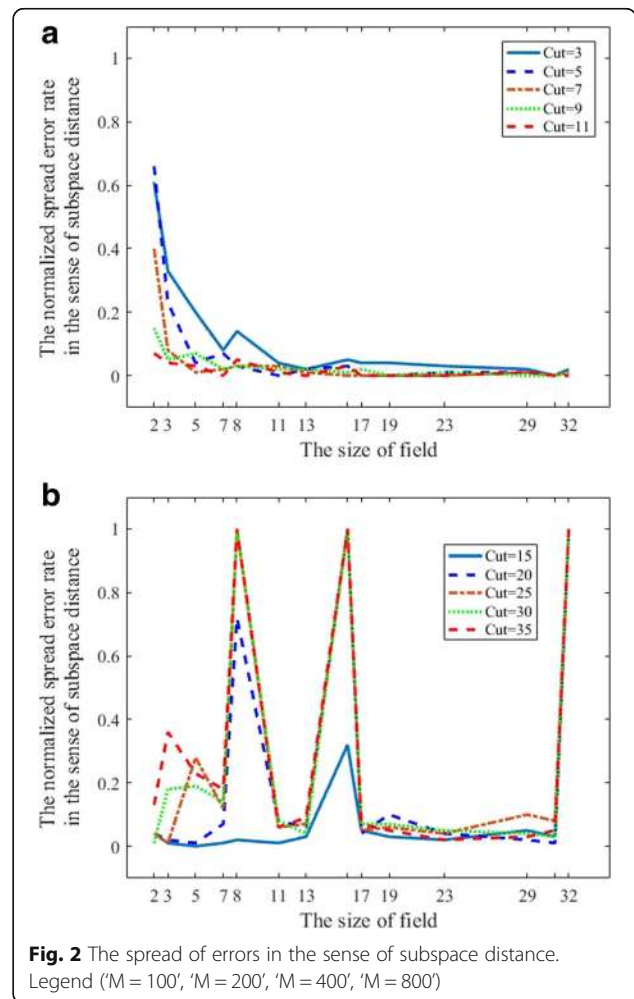 a
The normalized spread error rate
in the sense of subspace distance
1
0.8
0.6
0.4
0.2
0
Cut=3
Cut=5
Cut=7
Cut=9
Cut=11
2 3 5 7 8 11 13 17 19 23 29 32
The size of field
b
The normalized spread error rate
in the sense of subspace distance
1
0.8
0.6
0.4
0.2
0
Cut=15
Cut=20
Cut=25
Cut=30
Cut=35
2 3 5 7 8 11 13 17 19 23 29 32
The size of field
Fig. 2 The spread of errors in the sense of subspace distance.
Legend (‘M = 100’, ‘M = 200’, ‘M = 400’, ‘M = 800’)